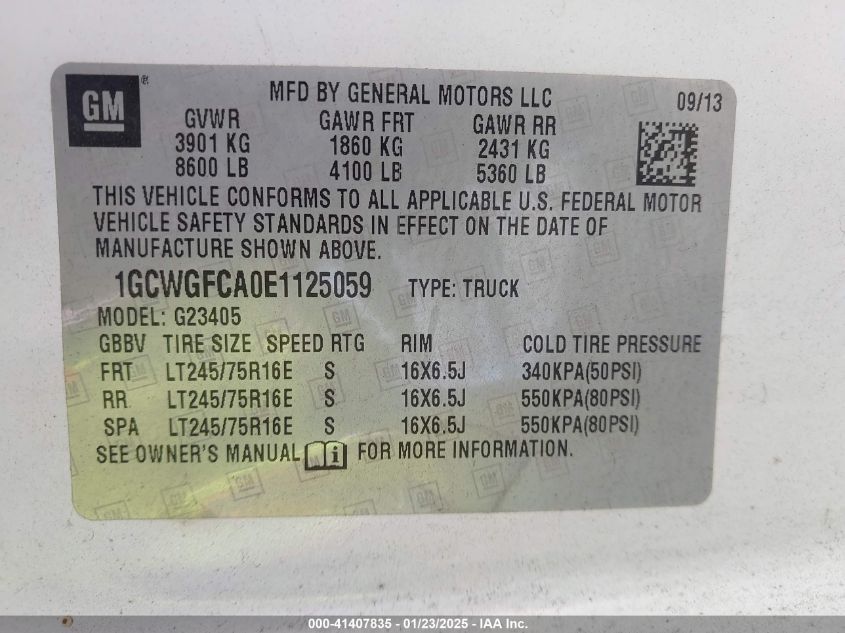 GM ®
MFD BY GENERAL MOTORS LLC
09/13
GVWR GAWR FRT GAWR RR
3901 KG 1860 KG 2431 KG
8600 LB 4100 LB 5360 LB
THIS VEHICLE CONFORMS TO ALL APPLICABLE U.S. FEDERAL MOTOR
VEHICLE SAFETY STANDARDS IN EFFECT ON THE DATE OF
MANUFACTURE SHOWN ABOVE.
1GCWGFCA0E1125059 TYPE: TRUCK
MODEL: G23405
GBBV TIRE SIZE SPEED RTG RIM COLD TIRE PRESSURE
FRT LT245/75R16E S 16X6.5J 340KPA(50PSI)
RR LT245/75R16E S 16X6.5J 550KPA(80PSI)
SPA LT245/75R16E S 16X6.5J 550KPA(80PSI)
SEE OWNER'S MANUAL i FOR MORE INFORMATION.
000-41407835 - 01/23/2025 - IAA Inc.